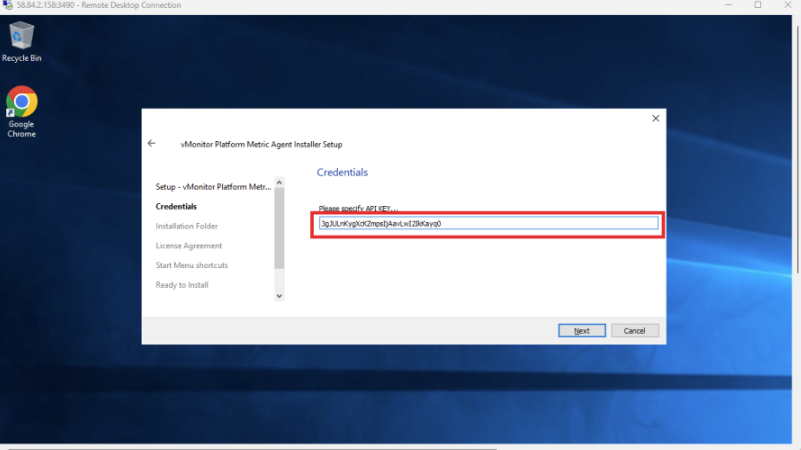 58.84.2.158:3490 - Remote Desktop Connection
Recycle Bin
Google
Chrome
vMonitor Platform Metric Agent Installer Setup
Credentials
Setup - vMonitor Platform Metr...
Credentials
Installation Folder
License Agreement
Start Menu shortcuts
Ready to Install
Please specify API KEY...
Next
Cancel